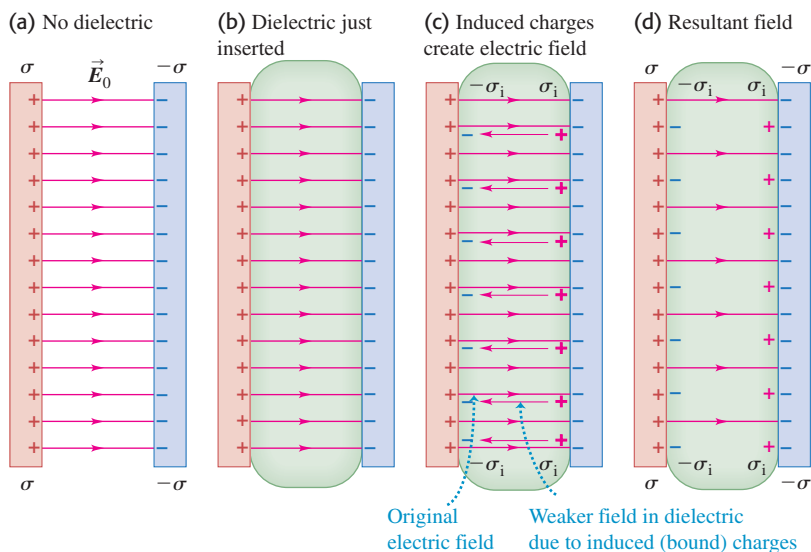 (a) No dielectric
(b) Dielectric just
inserted
(c) Induced charges
create electric field
(d) Resultant field
σ
E⃗₀
−σ
−σᵢ
σᵢ
σ
−σ
−σᵢ
σᵢ
σ
−σ
−σᵢ
σᵢ
σ
−σᵢ
σᵢ
−σ
Original
electric field
Weaker field in dielectric
due to induced (bound) charges